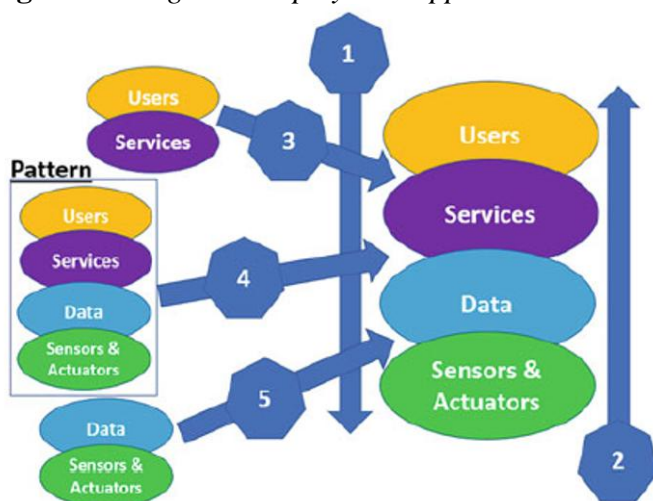 1
Users
Services
3
Users
Services
Data
Sensors &
Actuators
Pattern
Users
Services
Data
Sensors &
Actuators
4
5
Data
Sensors &
Actuators
2